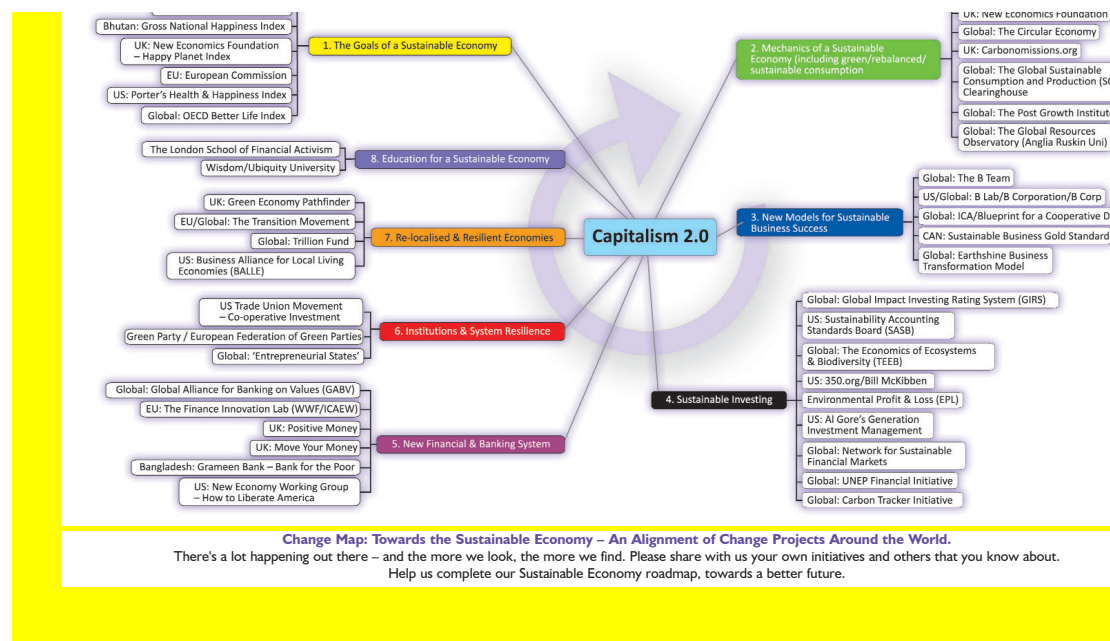 Bhutan: Gross National Happiness Index
UK: New Economics Foundation
– Happy Planet Index
EU: European Commission
US: Porter's Health & Happiness Index
Global: OECD Better Life Index
1. The Goals of a Sustainable Economy
UK: New Economics Foundation
Global: The Circular Economy
UK: Carbonomissions.org
Global: The Global Sustainable
Consumption and Production (SC
Clearinghouse
Global: The Post Growth Institute
Global: The Global Resources
Observatory (Anglia Ruskin Uni)
2. Mechanics of a Sustainable
Economy (including green/rebalanced/
sustainable consumption
The London School of Financial Activism
Wisdom/Ubiquity University
8. Education for a Sustainable Economy
Global: The B Team
US/Global: B Lab/B Corporation/B Corp
Global: ICA/Blueprint for a Cooperative D
CAN: Sustainable Business Gold Standard
Global: Earthshine Business
Transformation Model
3. New Models for Sustainable
Business Success
UK: Green Economy Pathfinder
EU/Global: The Transition Movement
Global: Trillion Fund
US: Business Alliance for Local Living
Economies (BALLE)
7. Re-localised & Resilient Economies
Capitalism 2.0
US Trade Union Movement
– Co-operative Investment
Green Party / European Federation of Green Parties
Global: ‘Entrepreneurial States’
6. Institutions & System Resilience
Global: Global Impact Investing Rating System (GIRS)
US: Sustainability Accounting
Standards Board (SASB)
Global: The Economics of Ecosystems
& Biodiversity (TEEB)
US: 350.org/Bill McKibben
Environmental Profit & Loss (EPL)
US: Al Gore's Generation
Investment Management
Global: Network for Sustainable
Financial Markets
Global: UNEP Financial Initiative
Global: Carbon Tracker Initiative
4. Sustainable Investing
Global: Global Alliance for Banking on Values (GABV)
EU: The Finance Innovation Lab (WWF/ICAEW)
UK: Positive Money
UK: Move Your Money
Bangladesh: Grameen Bank – Bank for the Poor
US: New Economy Working Group
– How to Liberate America
5. New Financial & Banking System
Change Map: Towards the Sustainable Economy – An Alignment of Change Projects Around the World.
There's a lot happening out there – and the more we look, the more we find. Please share with us your own initiatives and others that you know about.
Help us complete our Sustainable Economy roadmap, towards a better future.